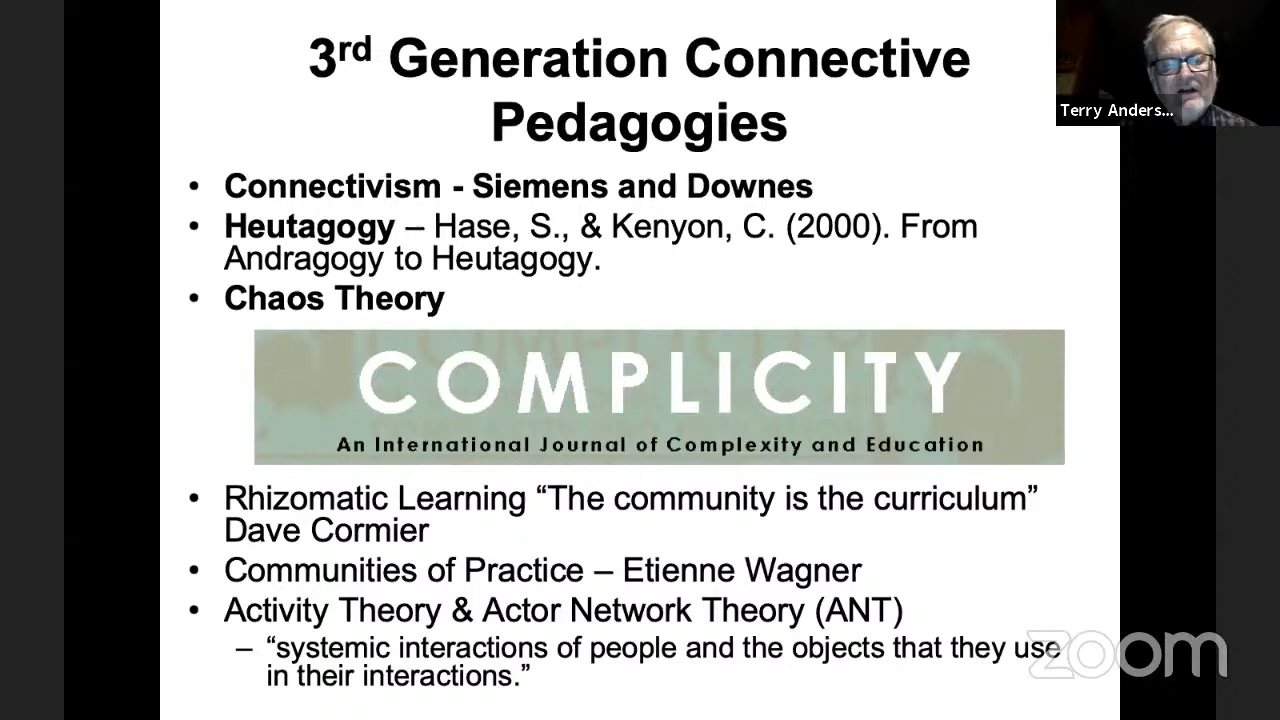 3rd Generation Connective
Pedagogies
Terry Anders...
• Connectivism - Siemens and Downes
• Heutagogy – Hase, S., & Kenyon, C. (2000). From
Andragogy to Heutagogy.
• Chaos Theory
COMPLICITY
An International Journal of Complexity and Education
• Rhizomatic Learning “The community is the curriculum”
Dave Cormier
• Communities of Practice – Etienne Wagner
• Activity Theory & Actor Network Theory (ANT)
– “systemic interactions of people and the objects that they use
in their interactions.”
zoom